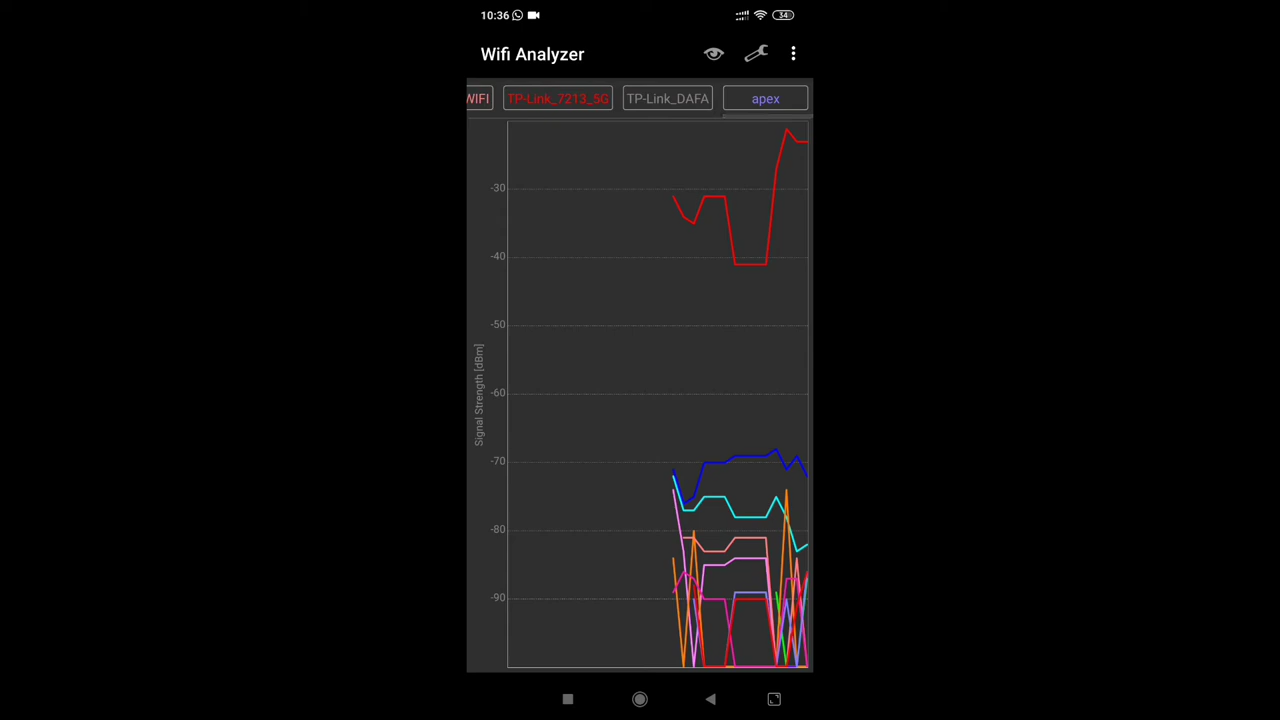 10:36
34
Wifi Analyzer
WIFI
TP-Link_7213_5G
TP-Link_DAFA
apex
Signal Strength [dBm]
-30
-40
-50
-60
-70
-80
-90